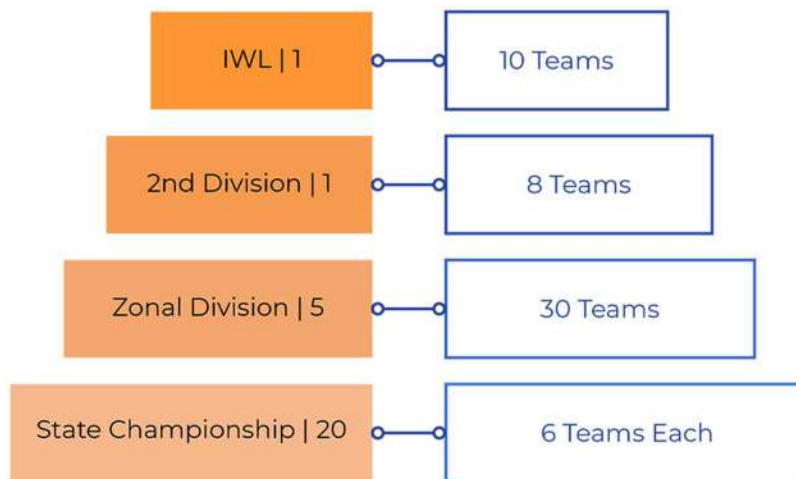 IWL | 1
10 Teams
2nd Division | 1
8 Teams
Zonal Division | 5
30 Teams
State Championship | 20
6 Teams Each